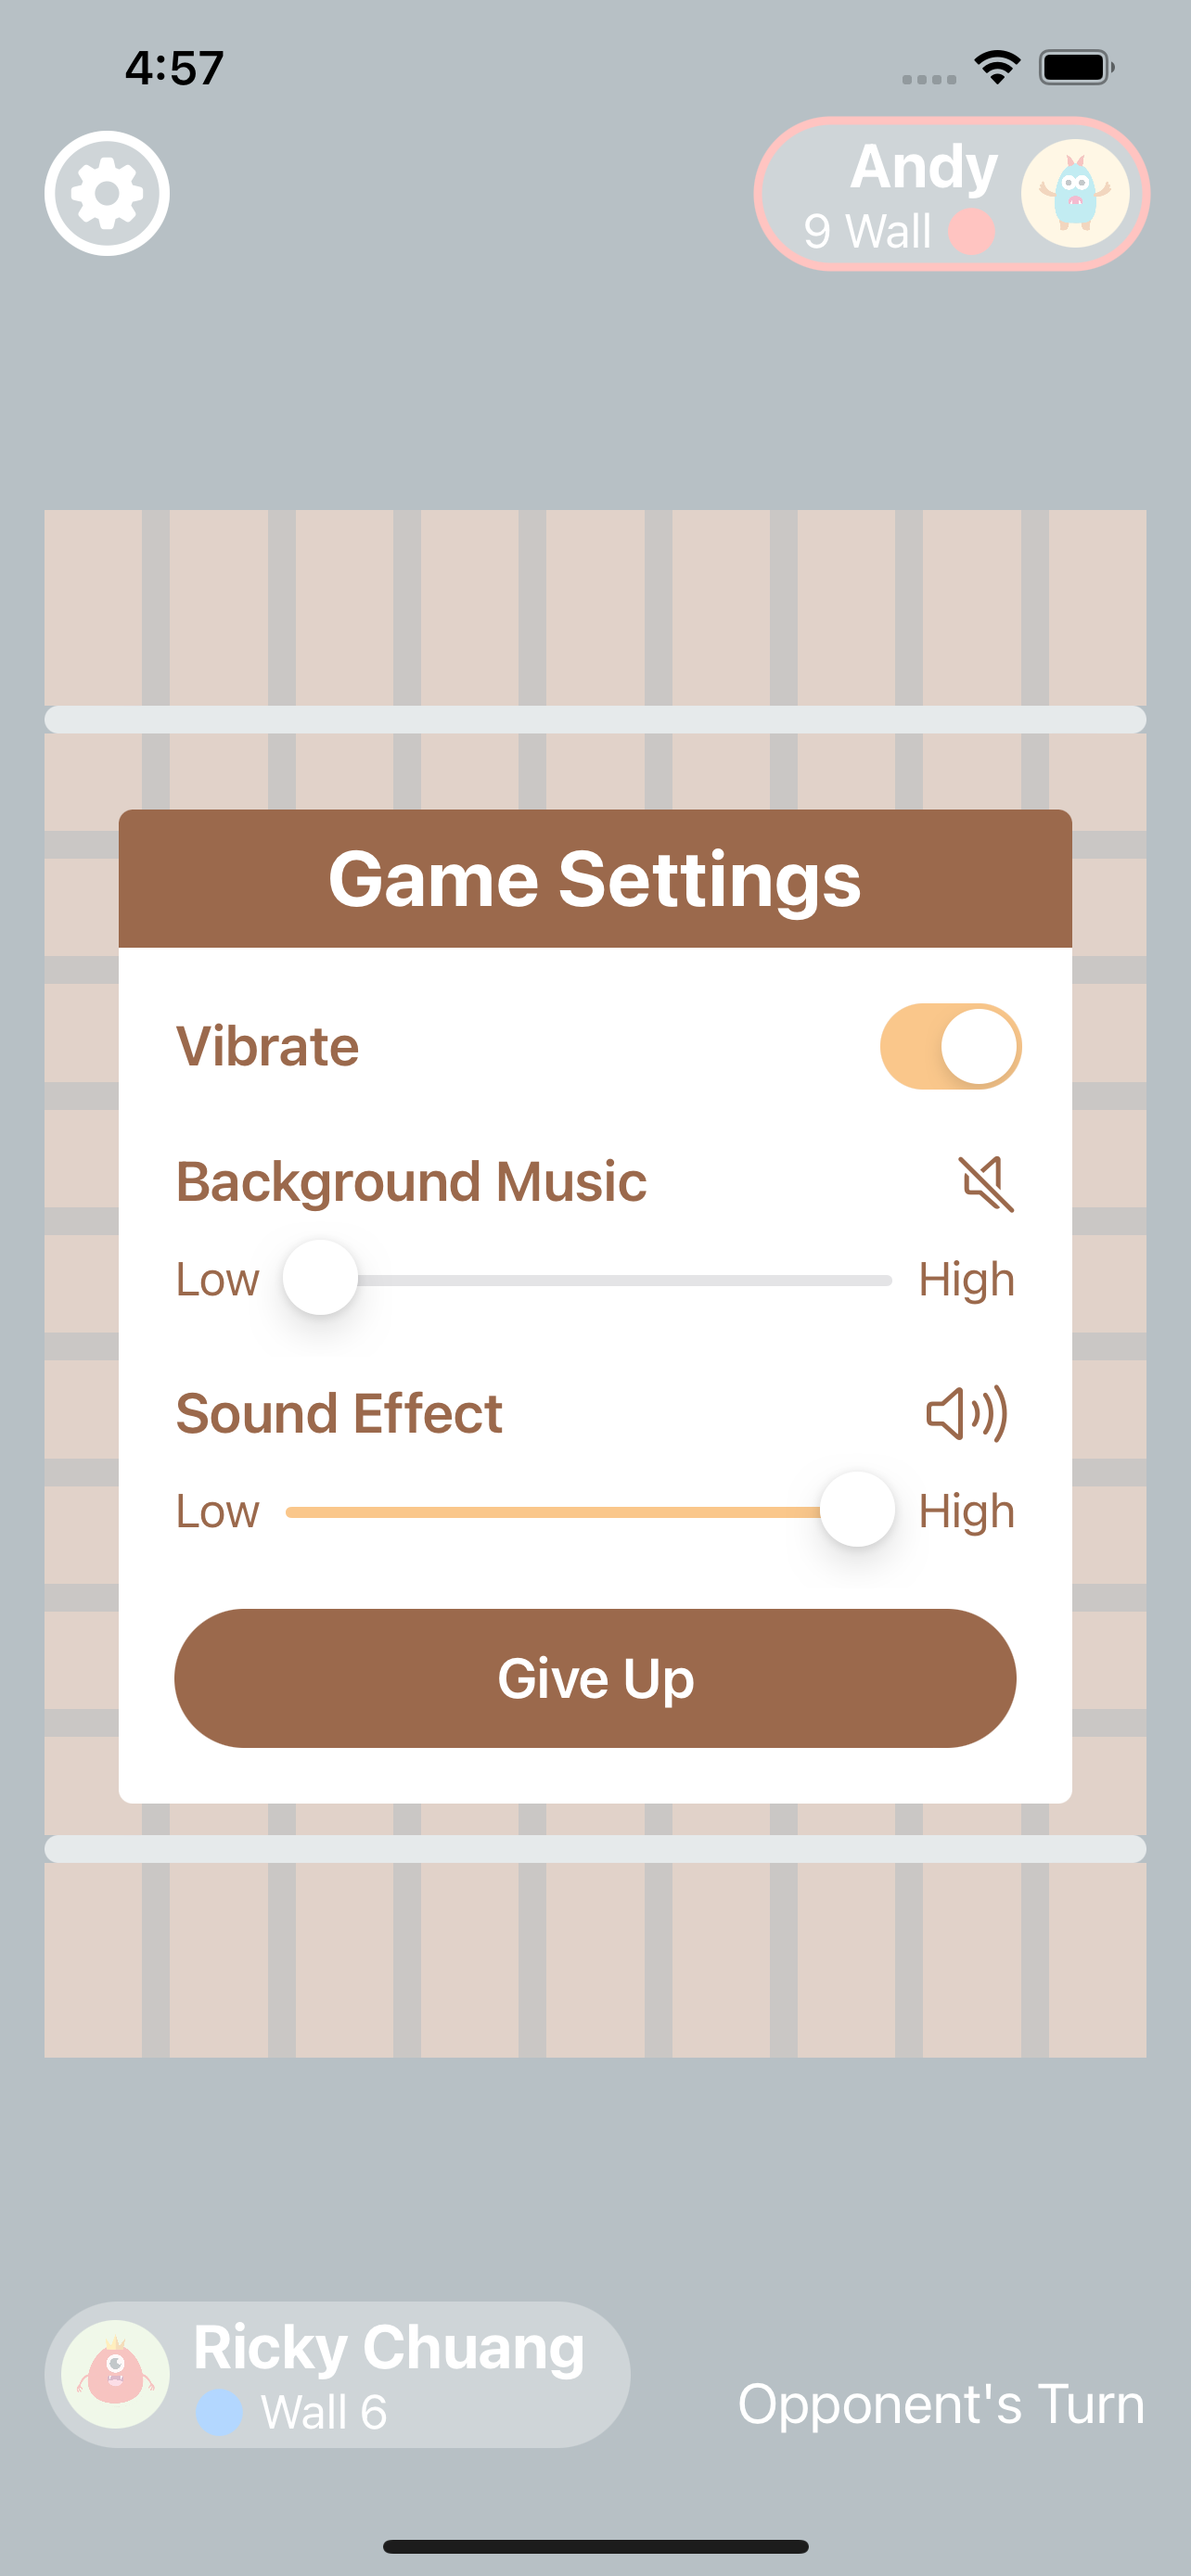 4:57
Andy
9 Wall
Game Settings
Vibrate
Background Music
Low High
Sound Effect
Low High
Give Up
Ricky Chuang
Wall 6
Opponent's Turn